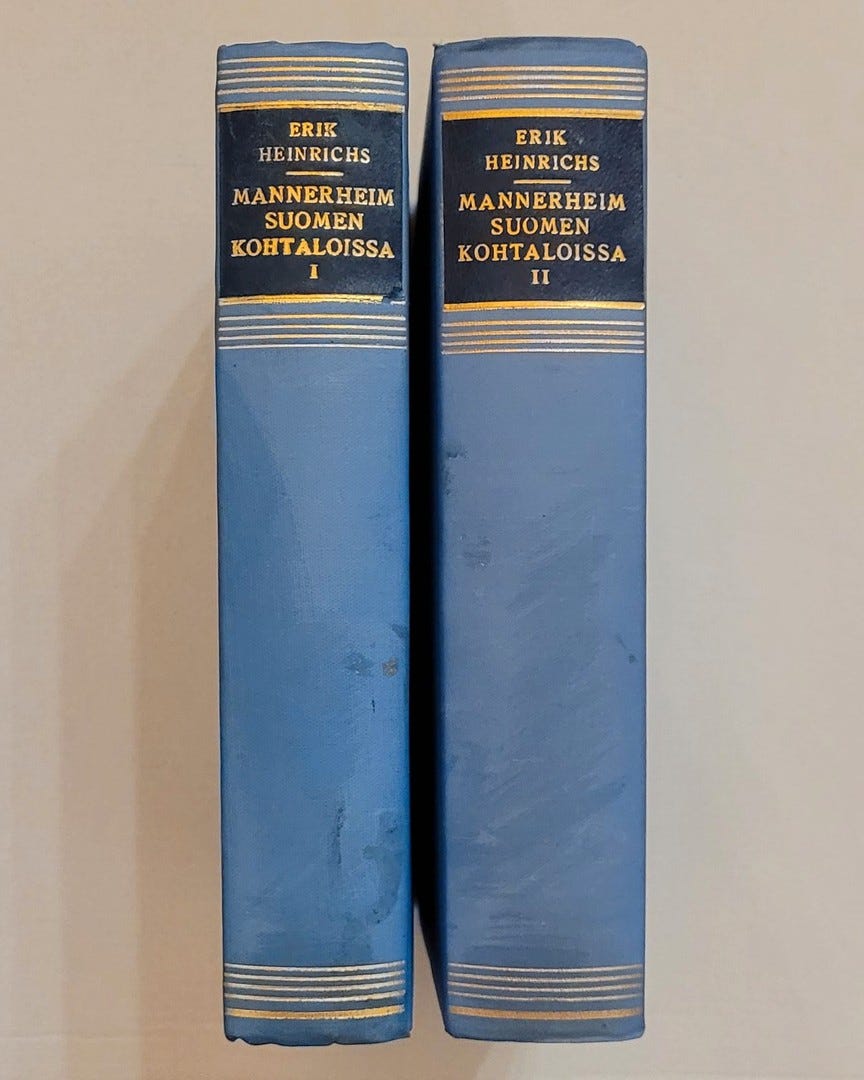 ERIK
HEINRICHS
MANNERHEIM
SUOMEN
KOHTALOISSA
I
ERIK
HEINRICHS
MANNERHEIM
SUOMEN
KOHTALOISSA
II